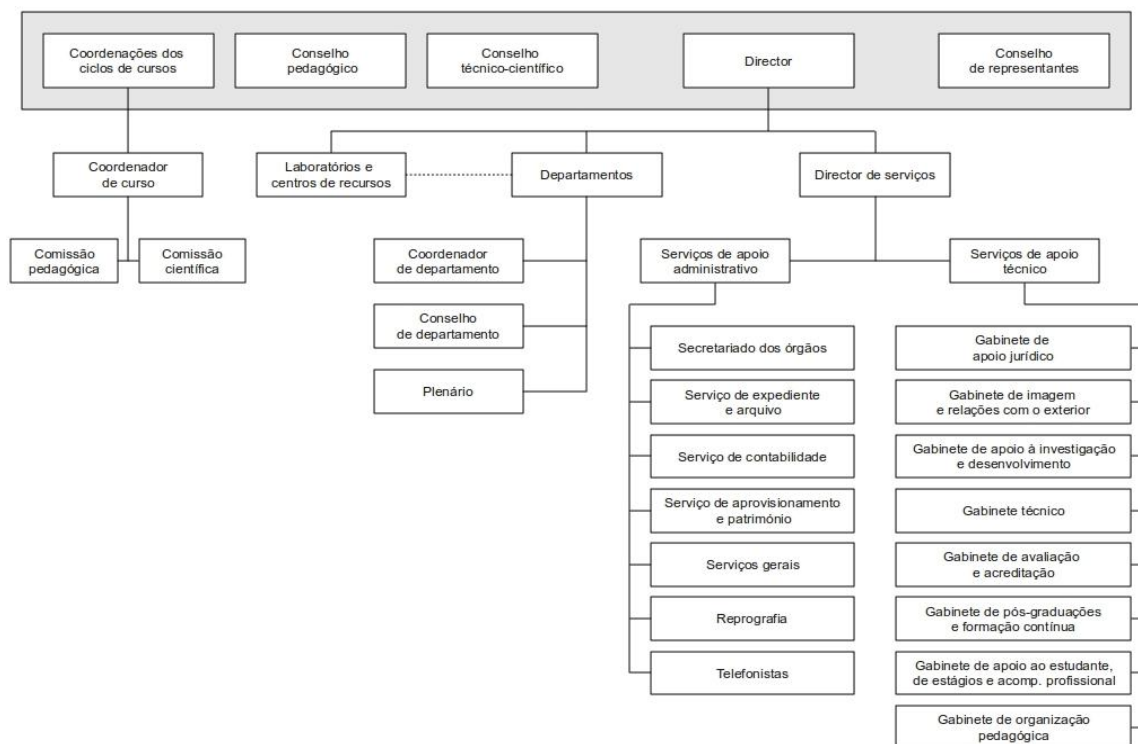 Coordenações dos
ciclos de cursos
Conselho
pedagógico
Conselho
técnico-científico
Director
Conselho
de representantes
Coordenador
de curso
Laboratórios e
centros de recursos
Departamentos
Director de serviços
Comissão
pedagógica
Comissão
científica
Coordenador
de departamento
Serviços de apoio
administrativo
Serviços de apoio
técnico
Conselho
de departamento
Plenário
Secretariado dos órgãos
Serviço de expediente
e arquivo
Serviço de contabilidade
Serviço de aprovisionamento
e património
Serviços gerais
Reprografia
Telefonistas
Gabinete de
apoio jurídico
Gabinete de imagem
e relações com o exterior
Gabinete de apoio à investigação
e desenvolvimento
Gabinete técnico
Gabinete de avaliação
e acreditação
Gabinete de pós-graduações
e formação contínua
Gabinete de apoio ao estudante,
de estágios e acomp. profissional
Gabinete de organização
pedagógica